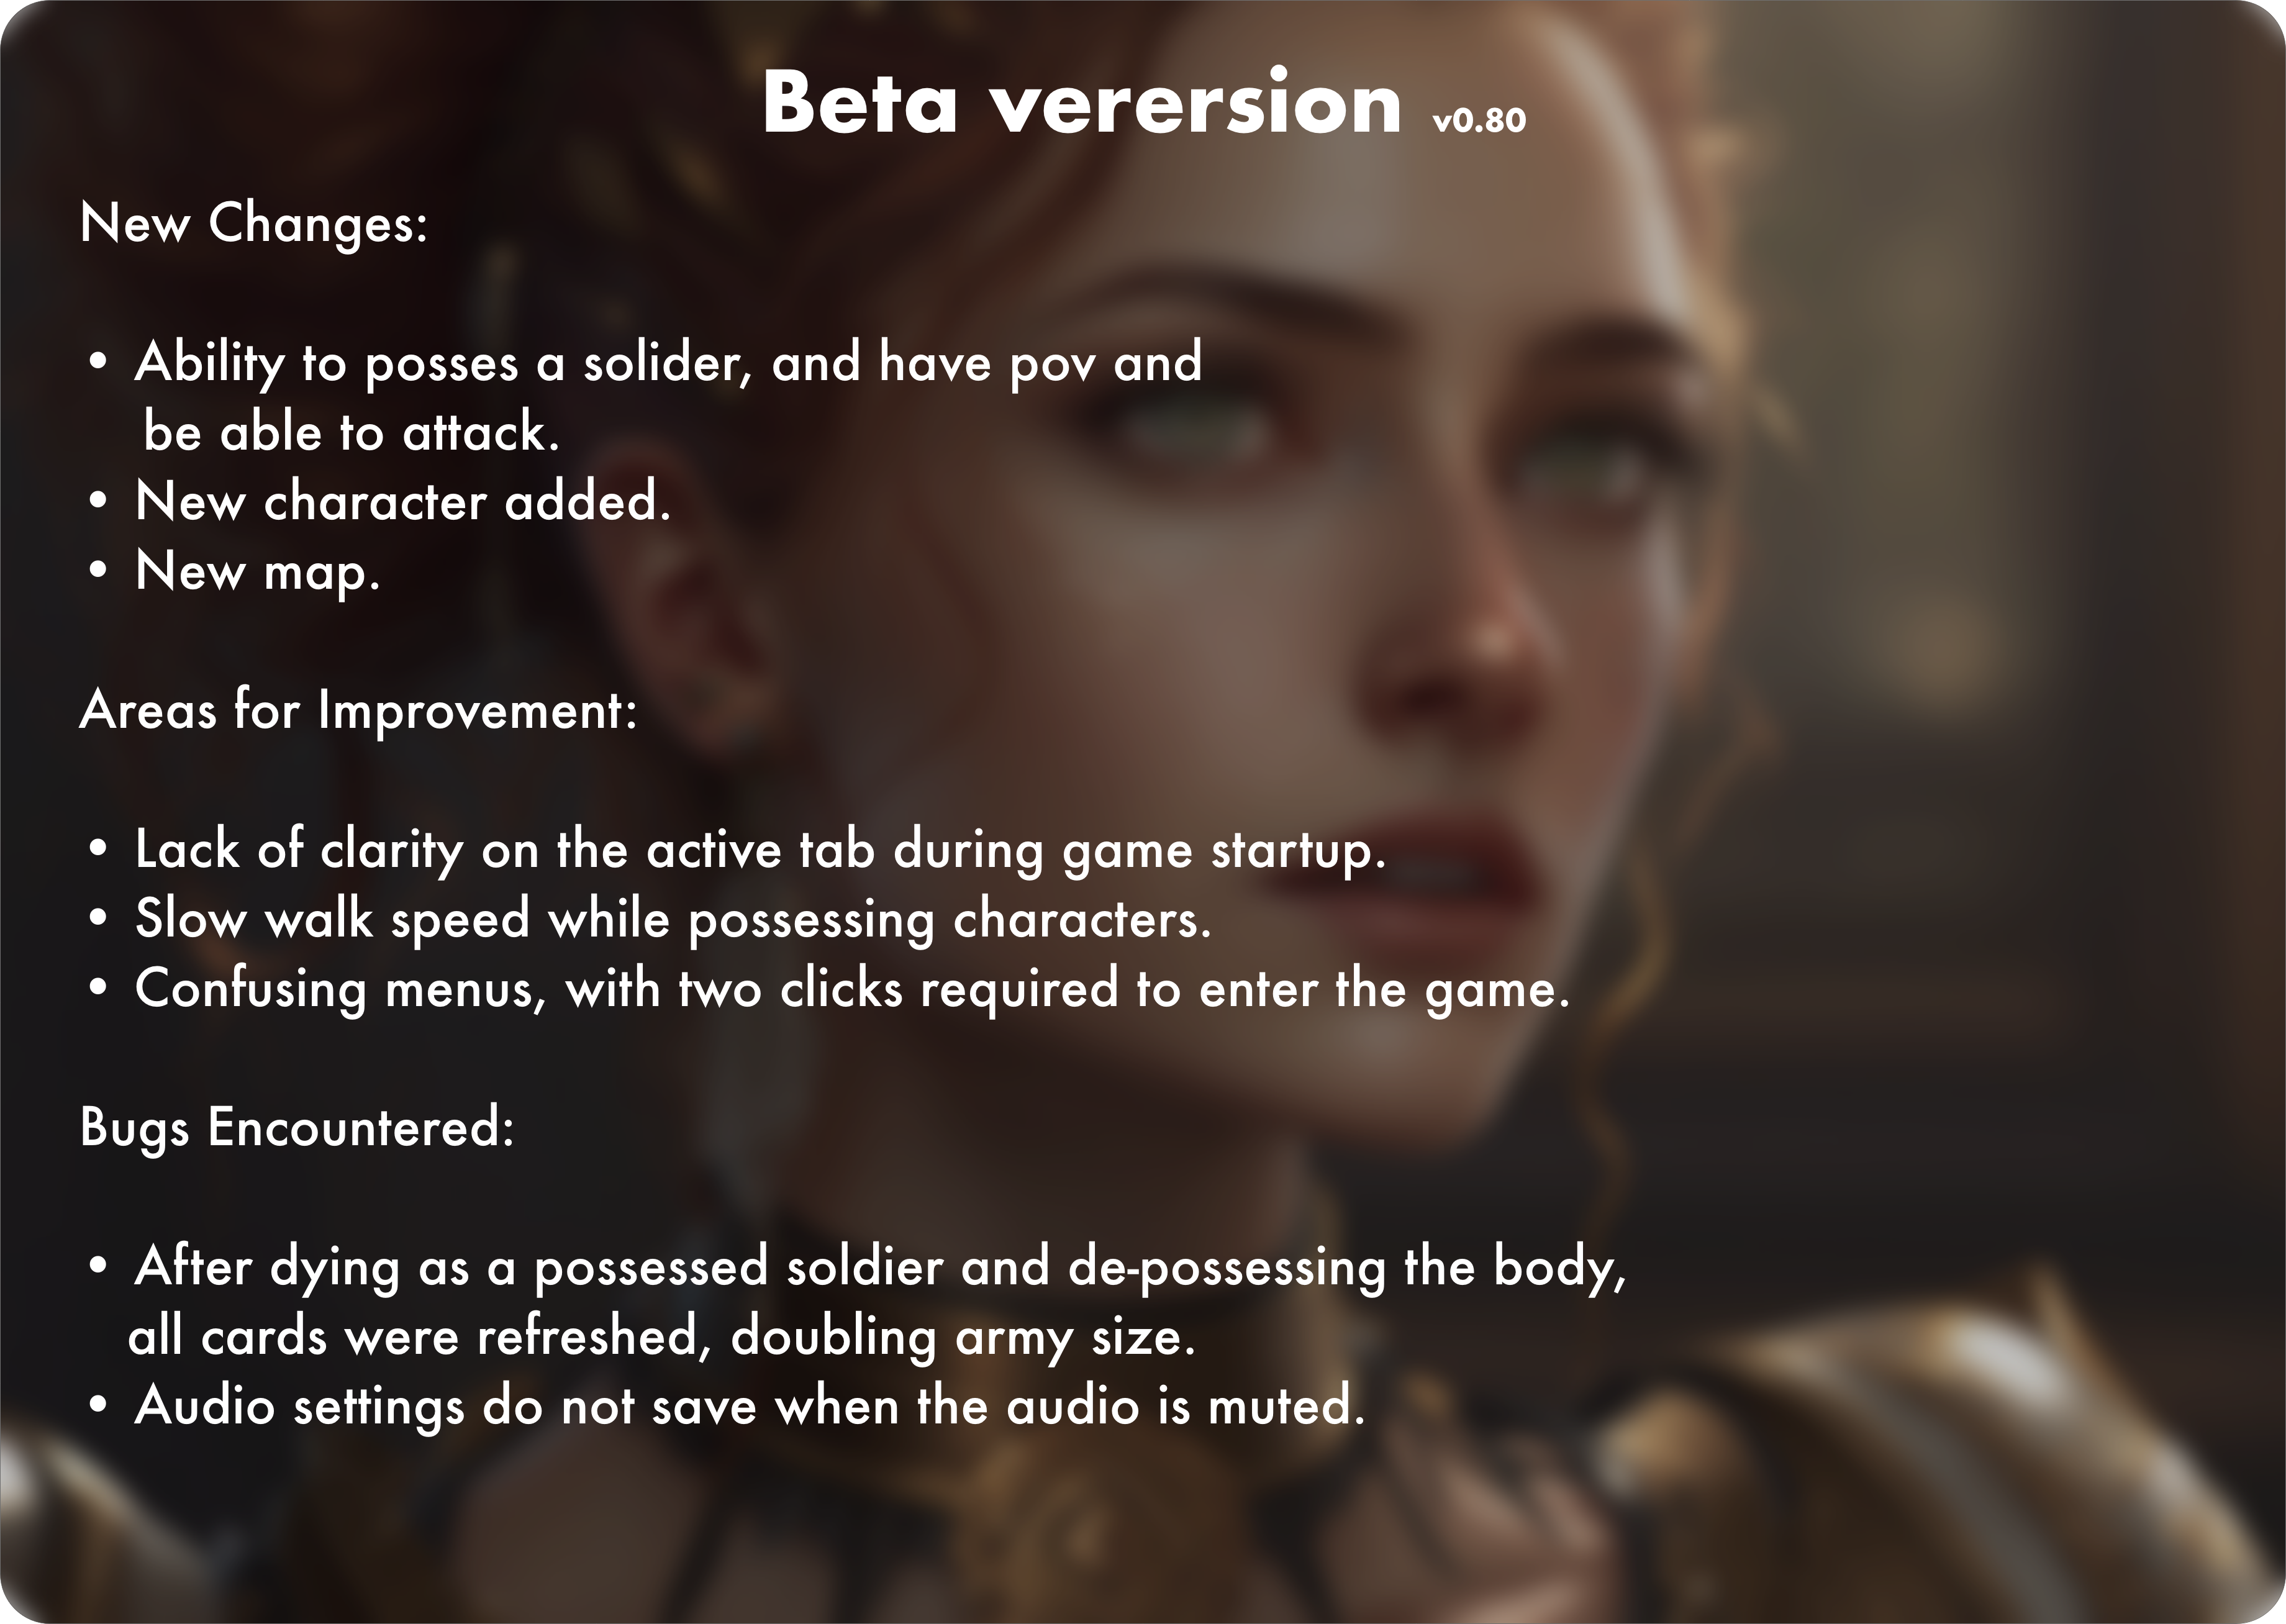 Beta verersion v0.80
New Changes:
• Ability to posses a solider, and have pov and
be able to attack.
• New character added.
• New map.
Areas for Improvement:
• Lack of clarity on the active tab during game startup.
• Slow walk speed while possessing characters.
• Confusing menus, with two clicks required to enter the game.
Bugs Encountered:
• After dying as a possessed soldier and de-possessing the body,
all cards were refreshed, doubling army size.
• Audio settings do not save when the audio is muted.